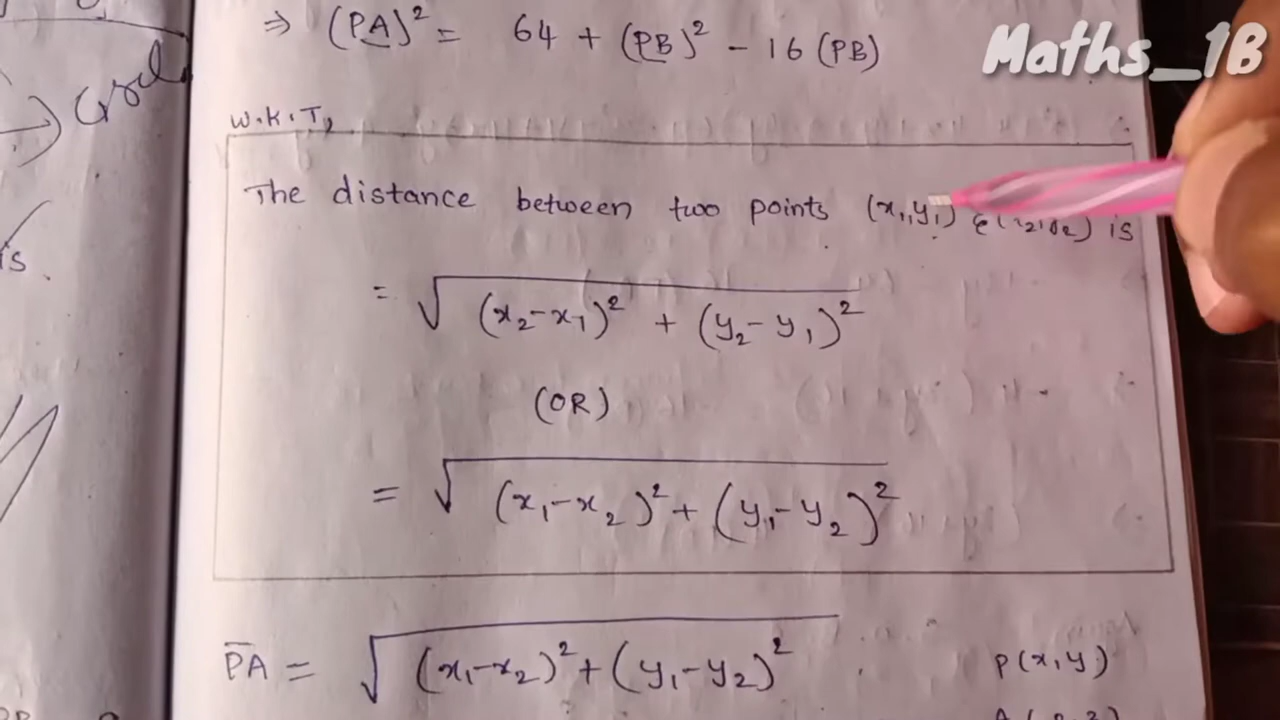 ⇒ (PA)² = 64 + (PB)² - 16 (PB)
Maths_1B
W.K.T,
The distance between two points (x₁,y₁) & (x₂,y₂) is
= √(x₂-x₁)² + (y₂-y₁)²
(OR)
= √(x₁-x₂)² + (y₁-y₂)²
PA = √(x₁-x₂)² + (y₁-y₂)²
P(x,y)
is.